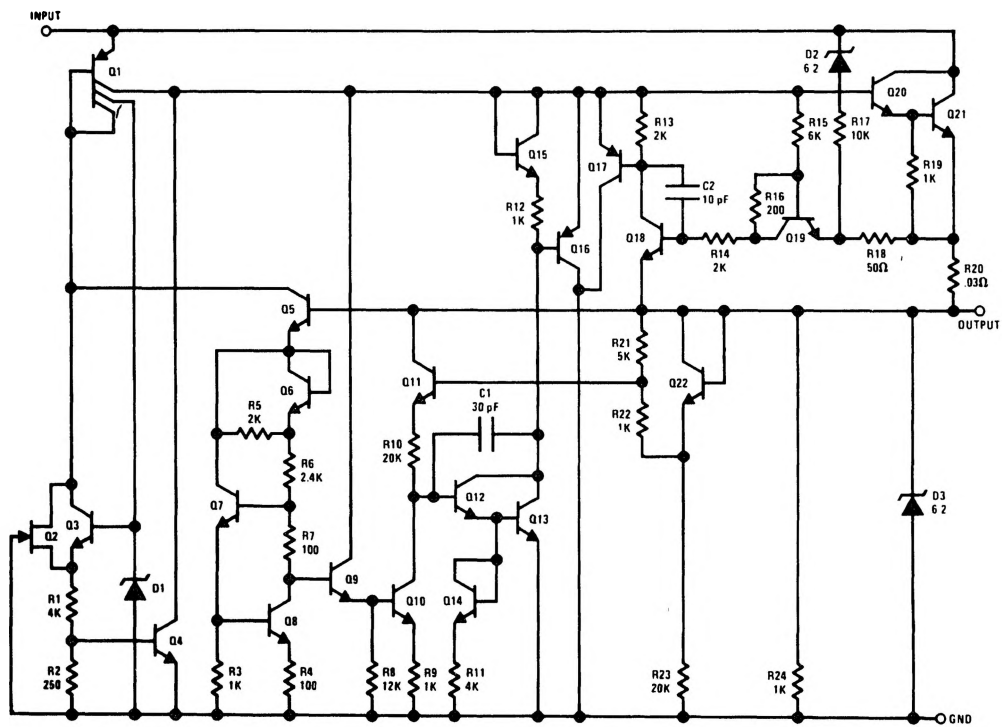 INPUT
Q1
D2
6 2
Q20
Q21
R13
2K
R15
6K
R17
10K
Q15
Q17
R19
1K
C2
10 pF
R16
200
R12
1K
Q16
Q18
R14
2K
Q19
R18
50Ω
R20
.03Ω
Q5
OUTPUT
Q6
Q11
R21
5K
Q22
C1
30 pF
R22
1K
R5
2K
R10
20K
R6
2.4K
Q12
D3
6 2
Q7
Q3
Q2
Q13
R7
100
D1
Q9
Q10
Q14
R1
4K
Q4
Q8
R2
250
R3
1K
R4
100
R8
12K
R9
1K
R11
4K
R23
20K
R24
1K
GND